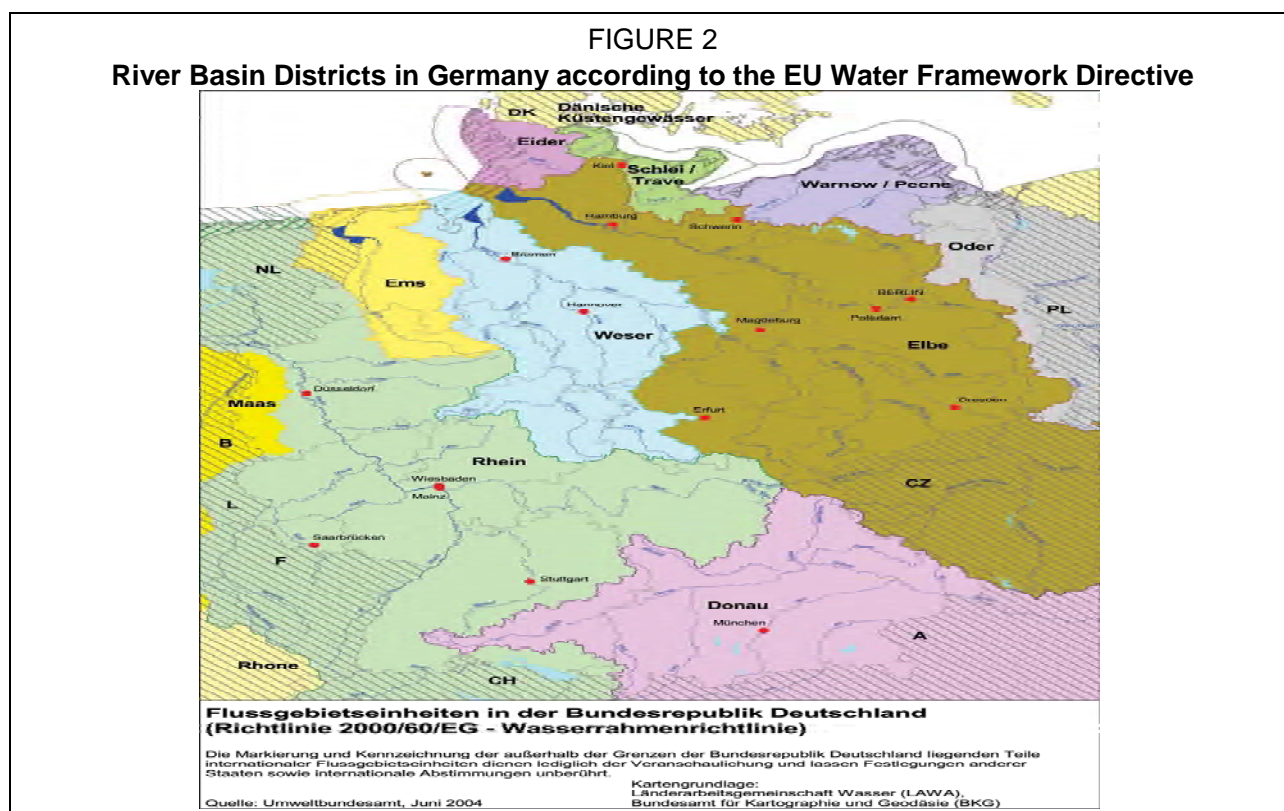 FIGURE 2
River Basin Districts in Germany according to the EU Water Framework Directive
DK
Dänische
Küstengewässer
Eider
Kiel
Schlei /
Trave
Warnow / Peene
Hamburg
Schwerin
Oder
NL
Bremen
Ems
BERLIN
Hannover
PL
Potsdam
Magdeburg
Weser
Elbe
Düsseldorf
Maas
Dresden
Erfurt
B
Rhein
Wiesbaden
CZ
Mainz
L
Saarbrücken
F
Stuttgart
Donau
München
A
Rhone
CH
Flussgebietseinheiten in der Bundesrepublik Deutschland
(Richtlinie 2000/60/EG - Wasserrahmenrichtlinie)
Die Markierung und Kennzeichnung der außerhalb der Grenzen der Bundesrepublik Deutschland liegenden Teile
internationaler Flussgebietseinheiten dienen lediglich der Veranschaulichung und lassen Festlegungen anderer
Staaten sowie internationale Abstimmungen unberührt.
Kartengrundlage:
Länderarbeitsgemeinschaft Wasser (LAWA),
Quelle: Umweltbundesamt, Juni 2004
Bundesamt für Kartographie und Geodäsie (BKG)